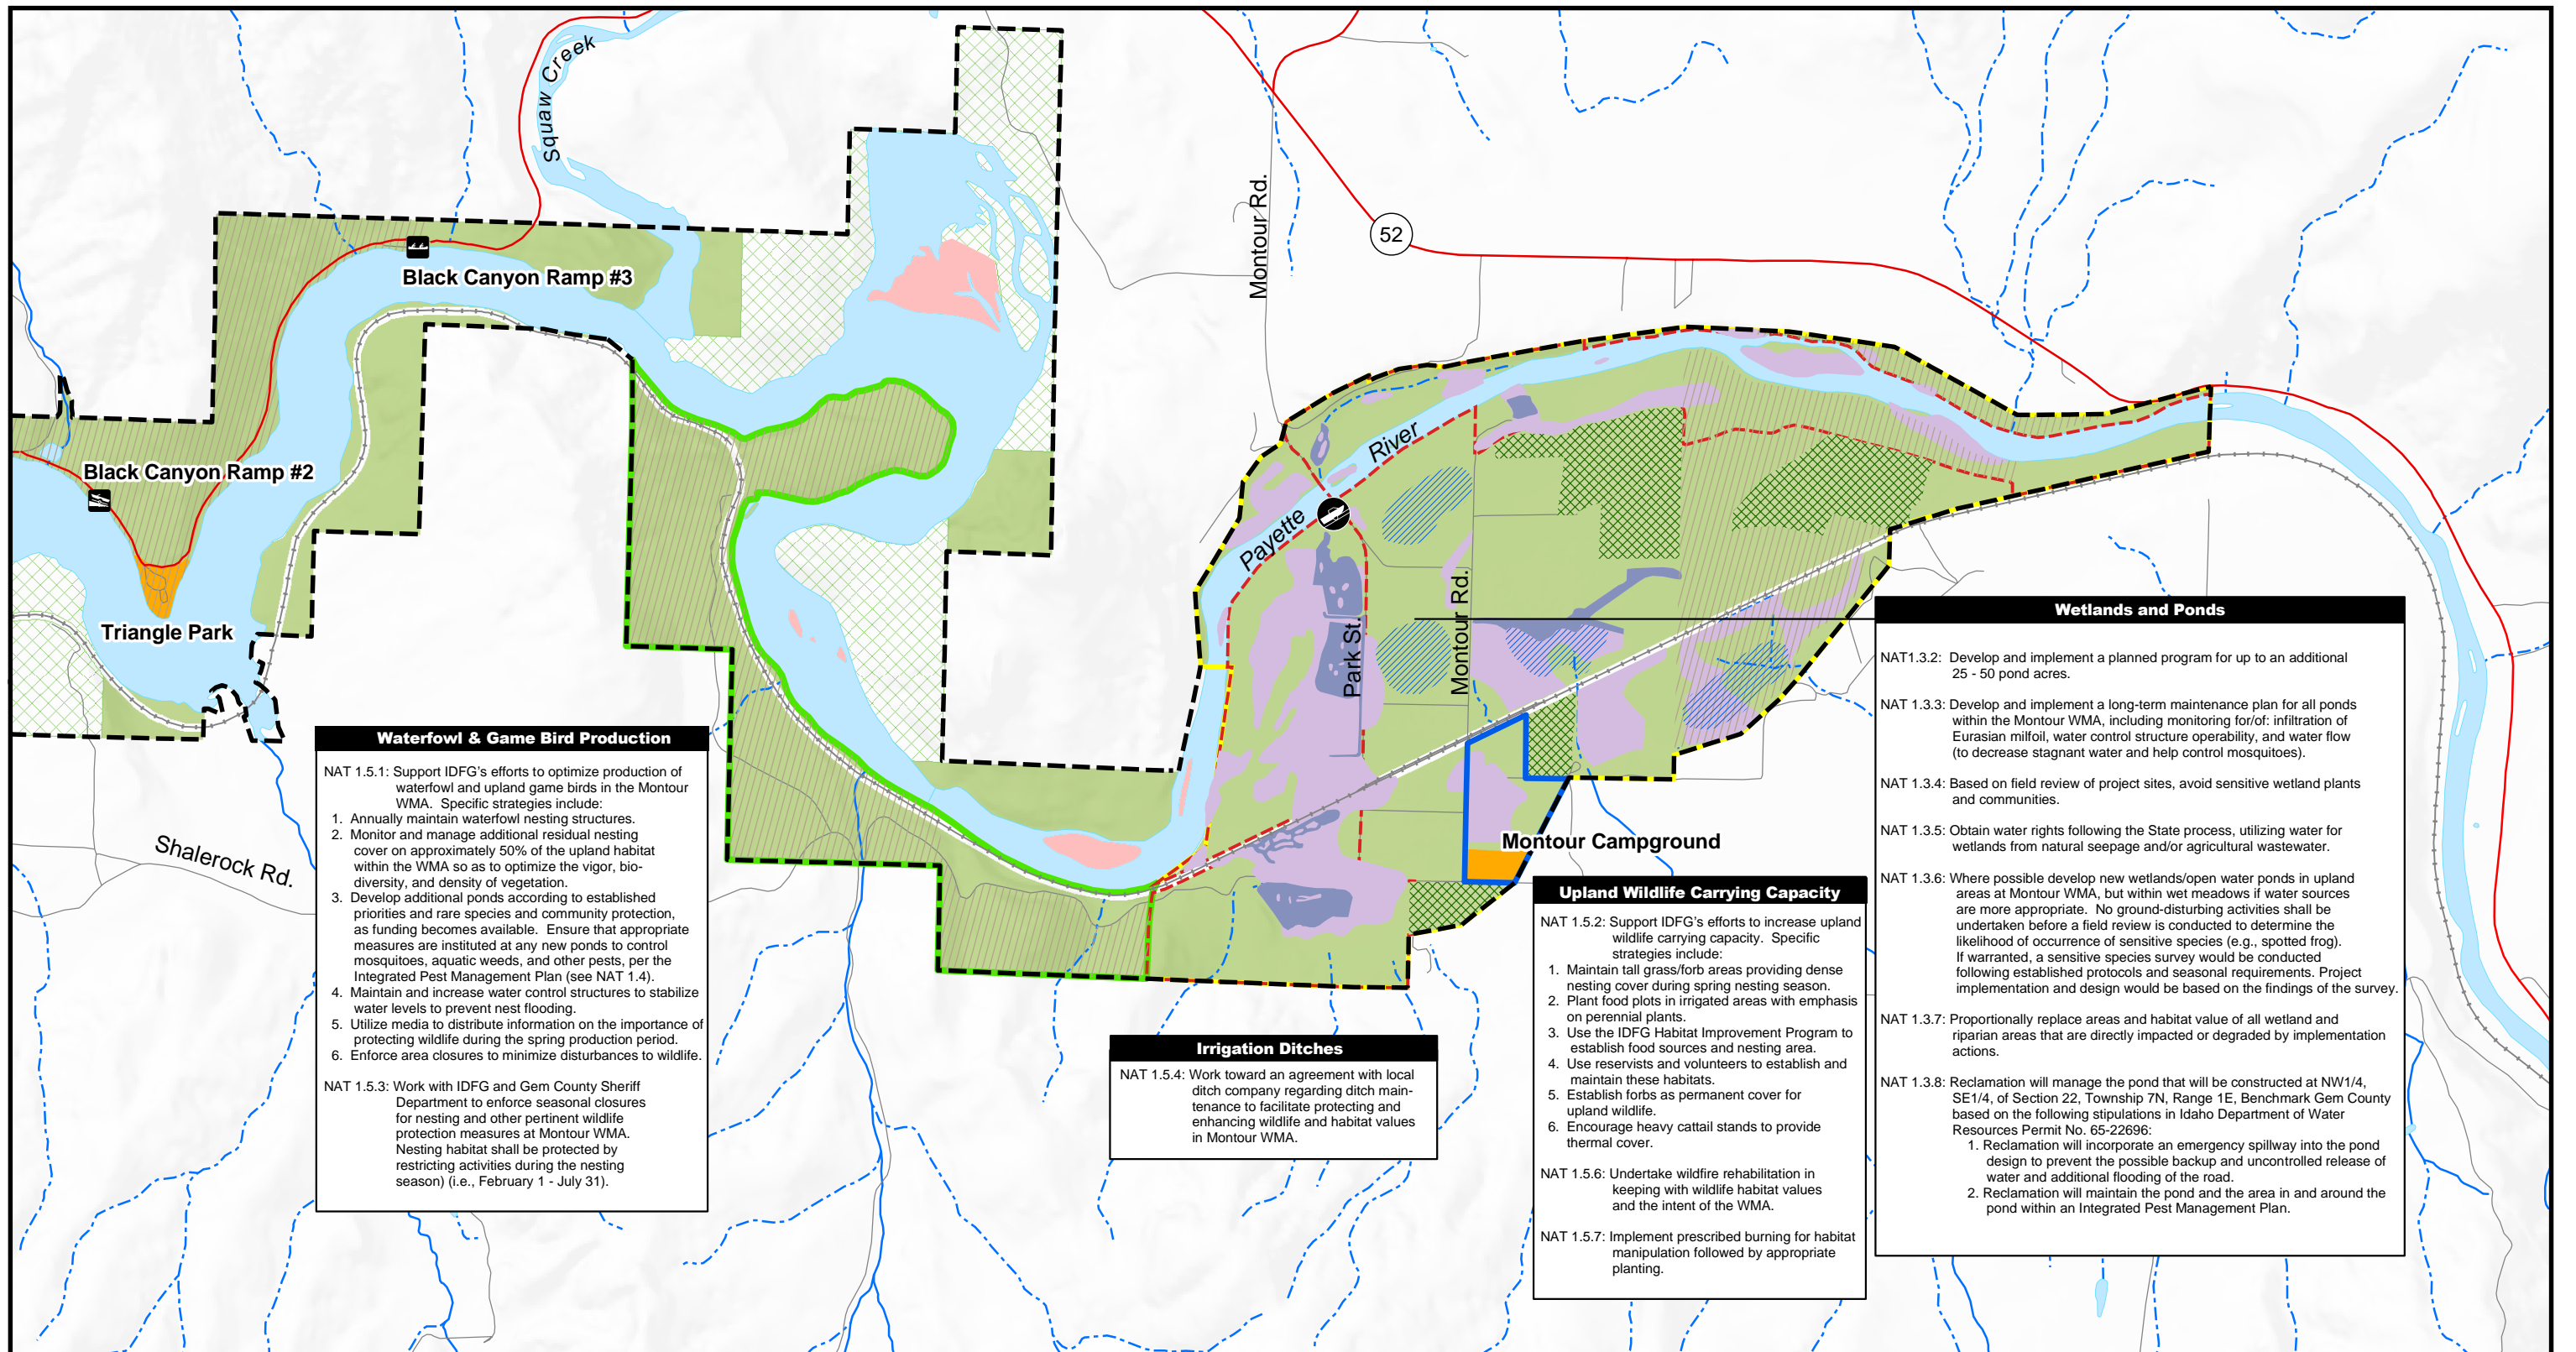 Squaw Creek
Montour Rd.
52
Black Canyon Ramp #3
Black Canyon Ramp #2
Triangle Park
Payette River
Park St.
Montour Rd.
Montour Campground
Shalerock Rd.
Waterfowl & Game Bird Production
NAT 1.5.1: Support IDFG's efforts to optimize production of
waterfowl and upland game birds in the Montour
WMA. Specific strategies include:
1. Annually maintain waterfowl nesting structures.
2. Monitor and manage additional residual nesting
cover on approximately 50% of the upland habitat
within the WMA so as to optimize the vigor, bio-
diversity, and density of vegetation.
3. Develop additional ponds according to established
priorities and rare species and community protection,
as funding becomes available. Ensure that appropriate
measures are instituted at any new ponds to control
mosquitoes, aquatic weeds, and other pests, per the
Integrated Pest Management Plan (see NAT 1.4).
4. Maintain and increase water control structures to stabilize
water levels to prevent nest flooding.
5. Utilize media to distribute information on the importance of
protecting wildlife during the spring production period.
6. Enforce area closures to minimize disturbances to wildlife.
NAT 1.5.3: Work with IDFG and Gem County Sheriff
Department to enforce seasonal closures
for nesting and other pertinent wildlife
protection measures at Montour WMA.
Nesting habitat shall be protected by
restricting activities during the nesting
season) (i.e., February 1 - July 31).
Irrigation Ditches
NAT 1.5.4: Work toward an agreement with local
ditch company regarding ditch main-
tenance to facilitate protecting and
enhancing wildlife and habitat values
in Montour WMA.
Upland Wildlife Carrying Capacity
NAT 1.5.2: Support IDFG's efforts to increase upland
wildlife carrying capacity. Specific
strategies include:
1. Maintain tall grass/forb areas providing dense
nesting cover during spring nesting season.
2. Plant food plots in irrigated areas with emphasis
on perennial plants.
3. Use the IDFG Habitat Improvement Program to
establish food sources and nesting area.
4. Use reservists and volunteers to establish and
maintain these habitats.
5. Establish forbs as permanent cover for
upland wildlife.
6. Encourage heavy cattail stands to provide
thermal cover.
NAT 1.5.6: Undertake wildfire rehabilitation in
keeping with wildlife habitat values
and the intent of the WMA.
NAT 1.5.7: Implement prescribed burning for habitat
manipulation followed by appropriate
planting.
Wetlands and Ponds
NAT1.3.2: Develop and implement a planned program for up to an additional
25 - 50 pond acres.
NAT 1.3.3: Develop and implement a long-term maintenance plan for all ponds
within the Montour WMA, including monitoring for/of: infiltration of
Eurasian milfoil, water control structure operability, and water flow
(to decrease stagnant water and help control mosquitoes).
NAT 1.3.4: Based on field review of project sites, avoid sensitive wetland plants
and communities.
NAT 1.3.5: Obtain water rights following the State process, utilizing water for
wetlands from natural seepage and/or agricultural wastewater.
NAT 1.3.6: Where possible develop new wetlands/open water ponds in upland
areas at Montour WMA, but within wet meadows if water sources
are more appropriate. No ground-disturbing activities shall be
undertaken before a field review is conducted to determine the
likelihood of occurrence of sensitive species (e.g., spotted frog).
If warranted, a sensitive species survey would be conducted
following established protocols and seasonal requirements. Project
implementation and design would be based on the findings of the survey.
NAT 1.3.7: Proportionally replace areas and habitat value of all wetland and
riparian areas that are directly impacted or degraded by implementation
actions.
NAT 1.3.8: Reclamation will manage the pond that will be constructed at NW1/4,
SE1/4, of Section 22, Township 7N, Range 1E, Benchmark Gem County
based on the following stipulations in Idaho Department of Water
Resources Permit No. 65-22696:
1. Reclamation will incorporate an emergency spillway into the pond
design to prevent the possible backup and uncontrolled release of
water and additional flooding of the road.
2. Reclamation will maintain the pond and the area in and around the
pond within an Integrated Pest Management Plan.